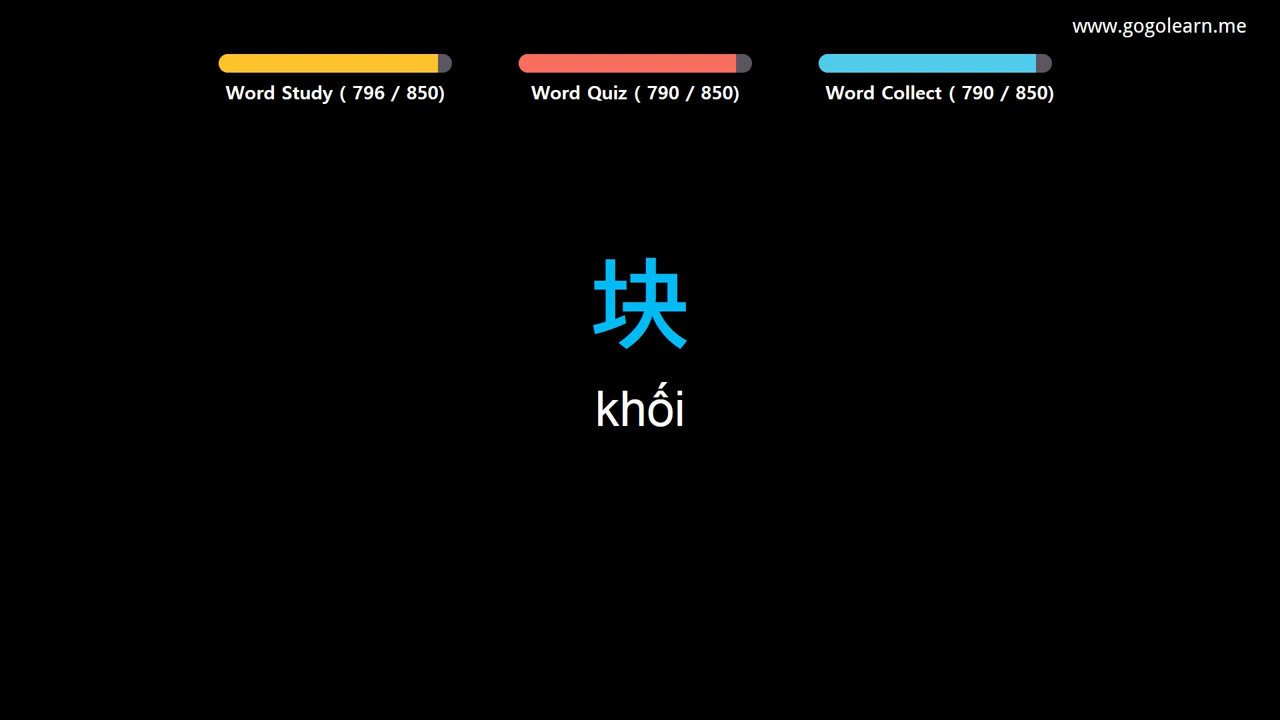 www.gogolearn.me
Word Study ( 796 / 850)
Word Quiz ( 790 / 850)
Word Collect ( 790 / 850)
块
khối